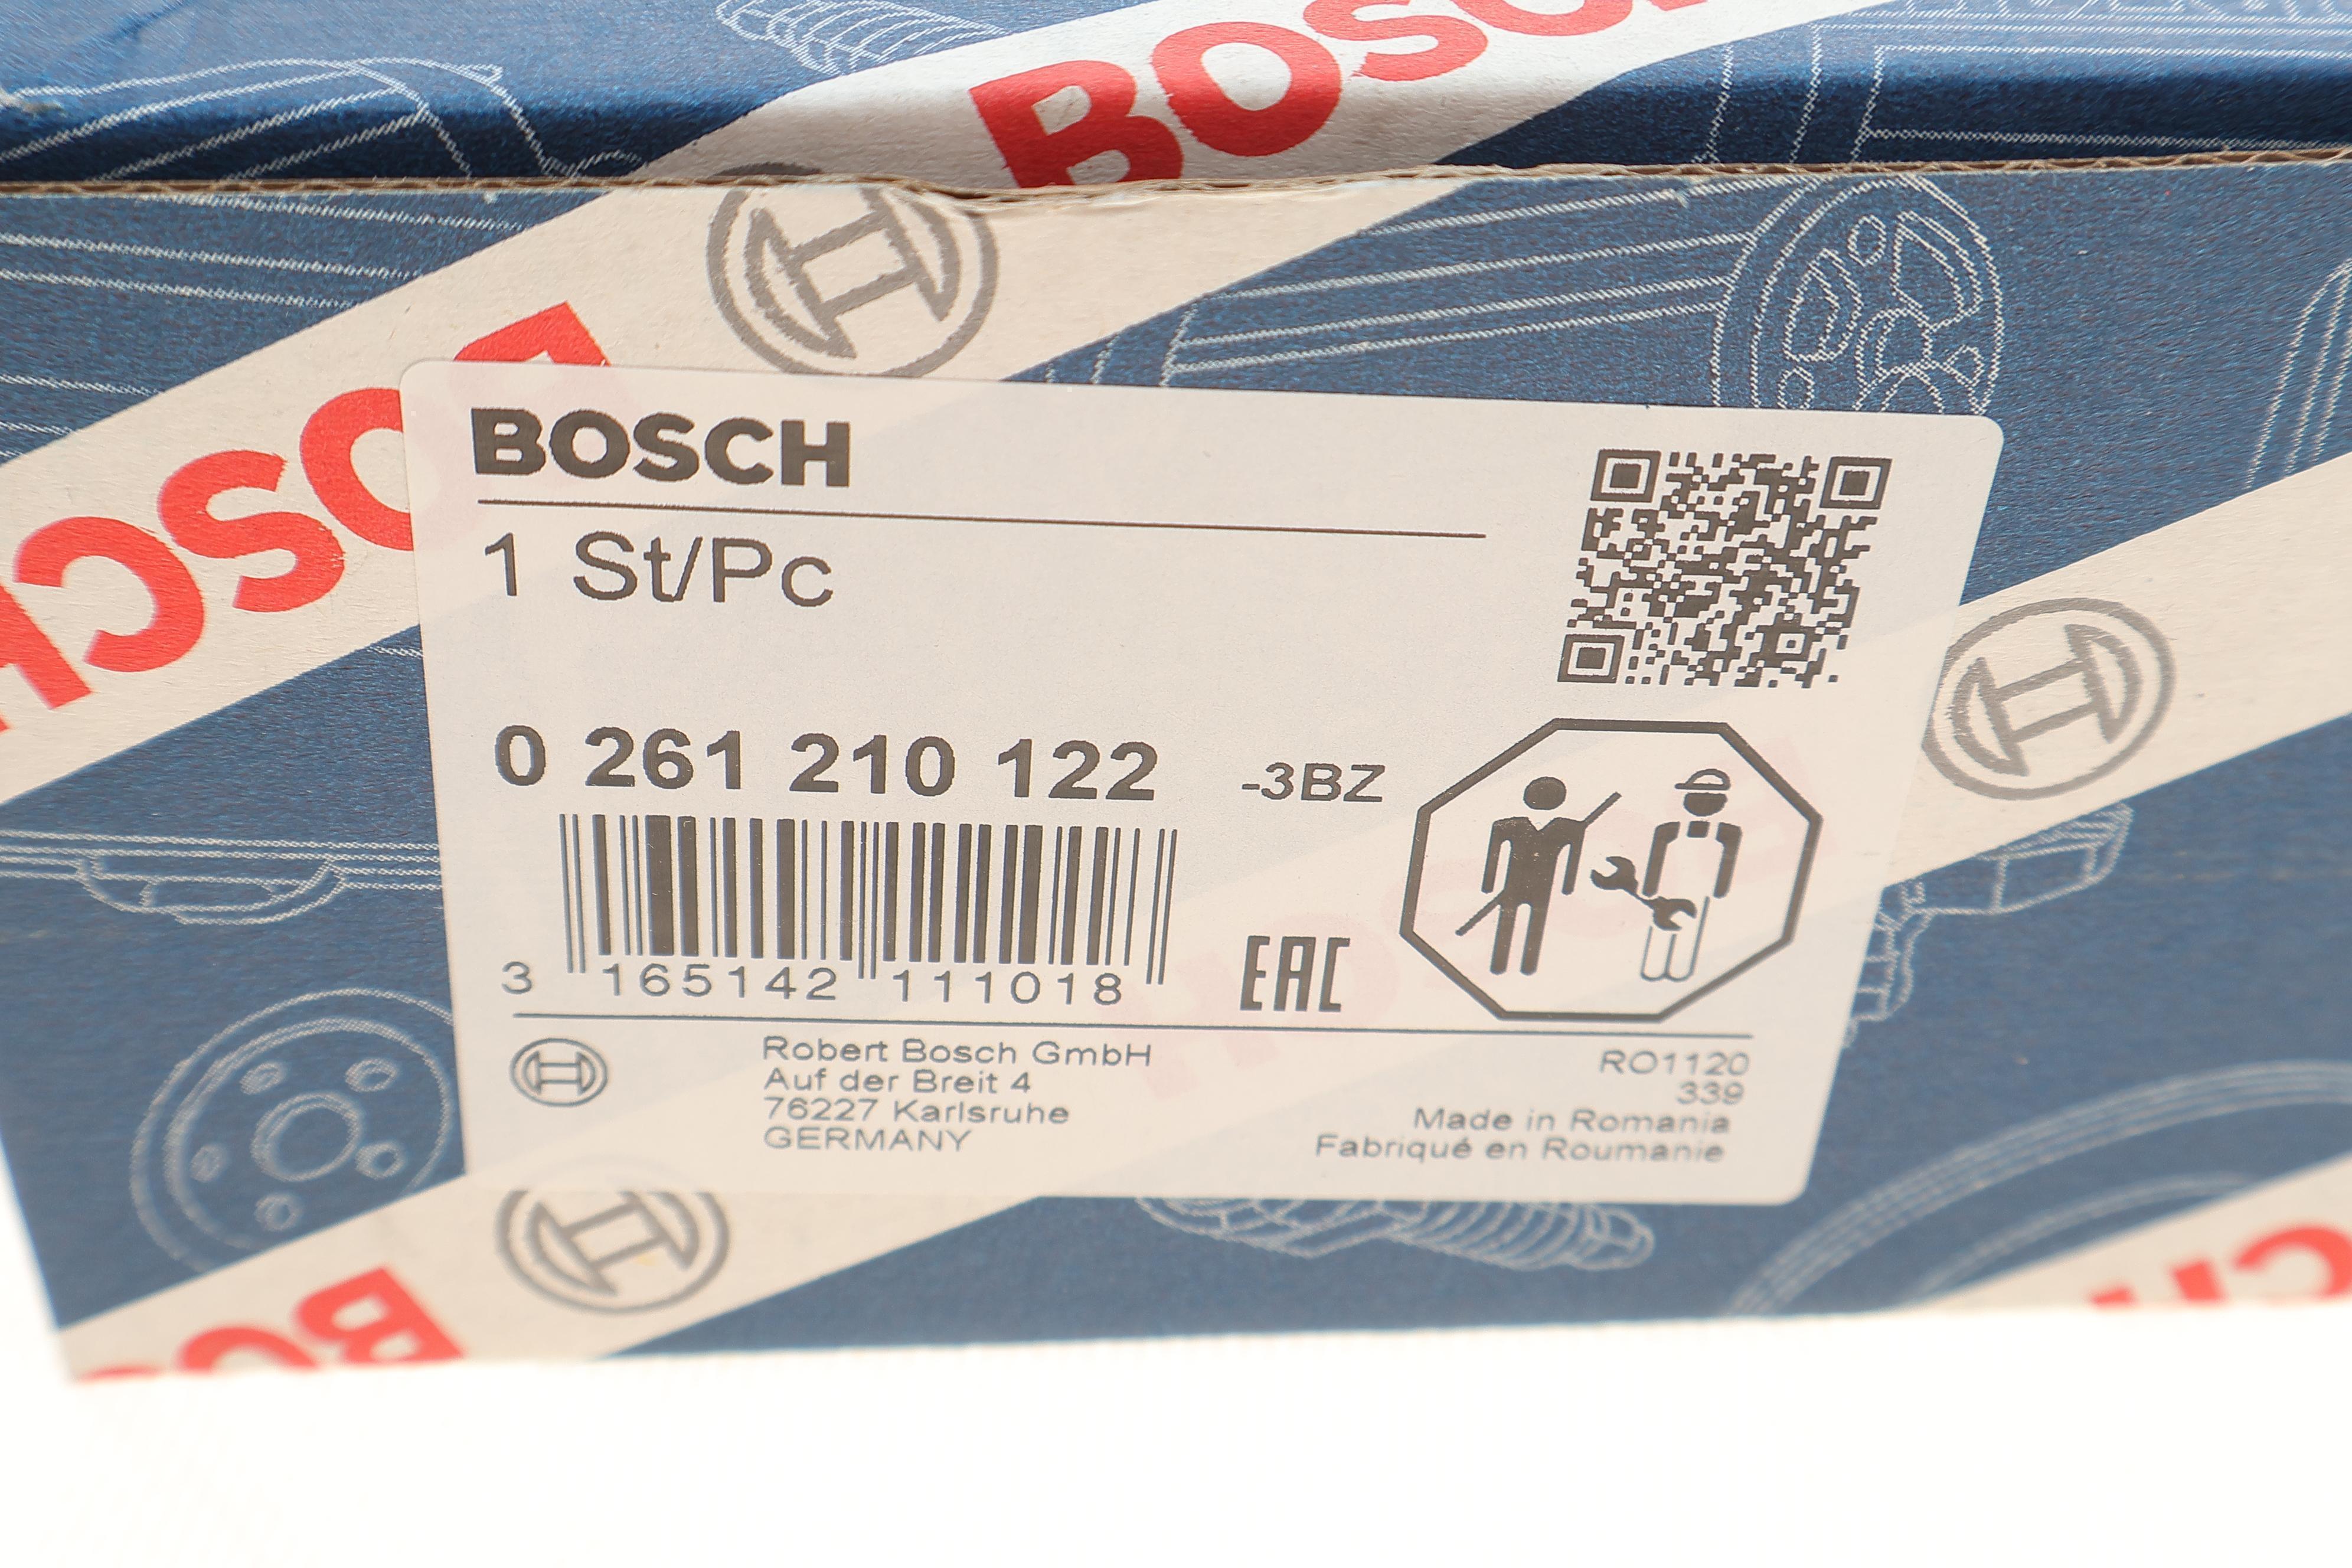 BOSCH
BOSCH
BOSCH
1 St/Pc
0 261 210 122 -3BZ
3 165142 111018
EAC
Robert Bosch GmbH
Auf der Breit 4
76227 Karlsruhe
GERMANY
RO1120
339
Made in Romania
Fabriqué en Roumanie